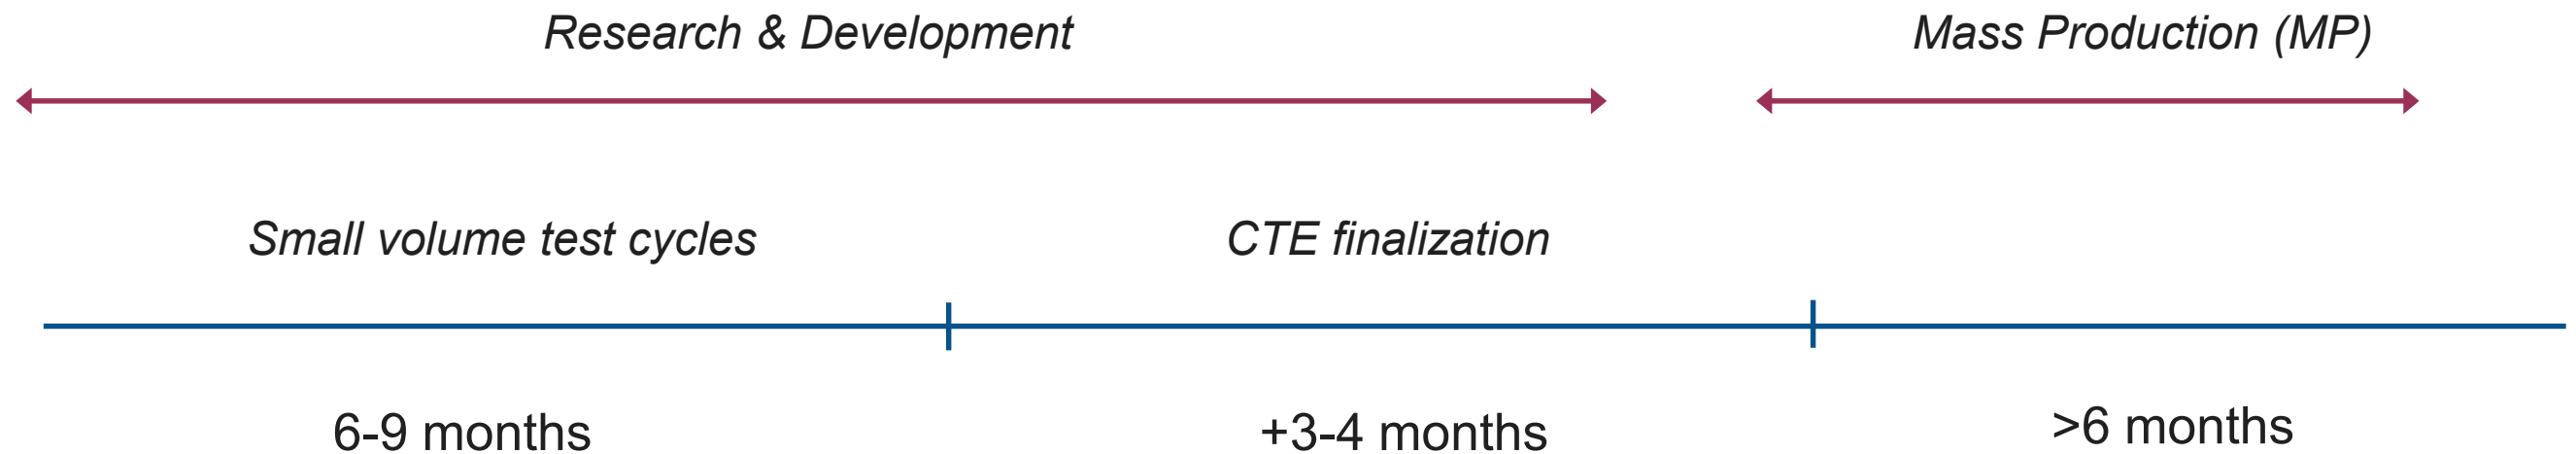 Research & Development
Mass Production (MP)
Small volume test cycles
CTE finalization
6-9 months
+3-4 months
>6 months